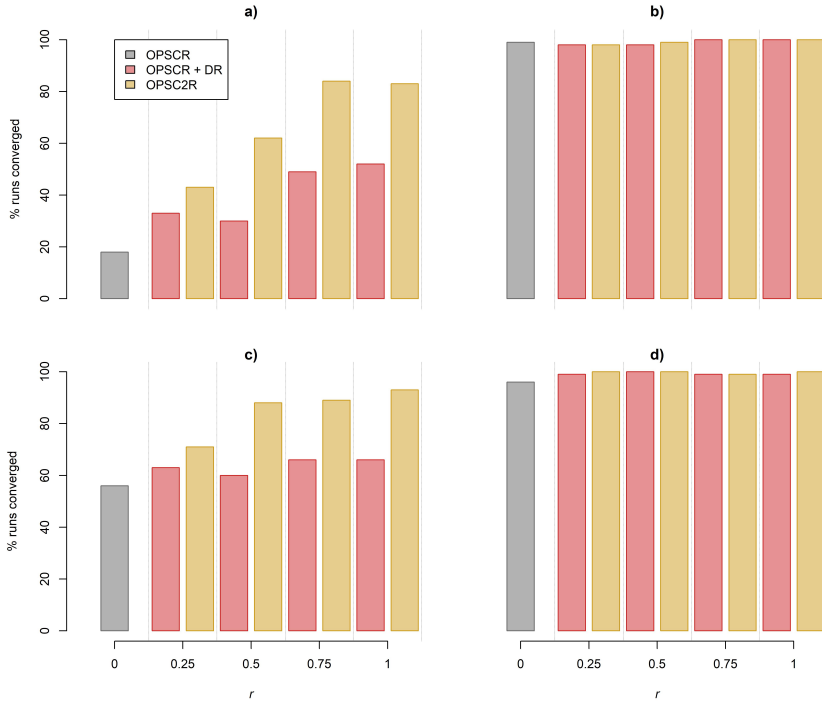 a)
b)
% runs converged
100
80
60
40
20
0
OPSCR
OPSCR + DR
OPSC2R
c)
d)
% runs converged
100
80
60
40
20
0
0 0.25 0.5 0.75 1
0 0.25 0.5 0.75 1
r
r